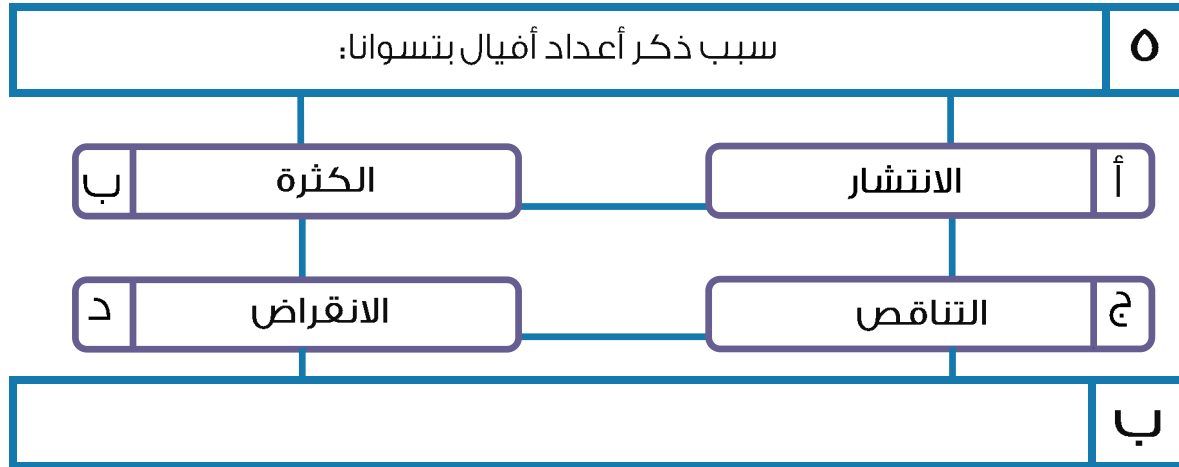 ٥ سبب ذكر أعداد أفيال بتسوانا:
أ الانتشار
ب الكثرة
ج التناقص
د الانقراض
ب